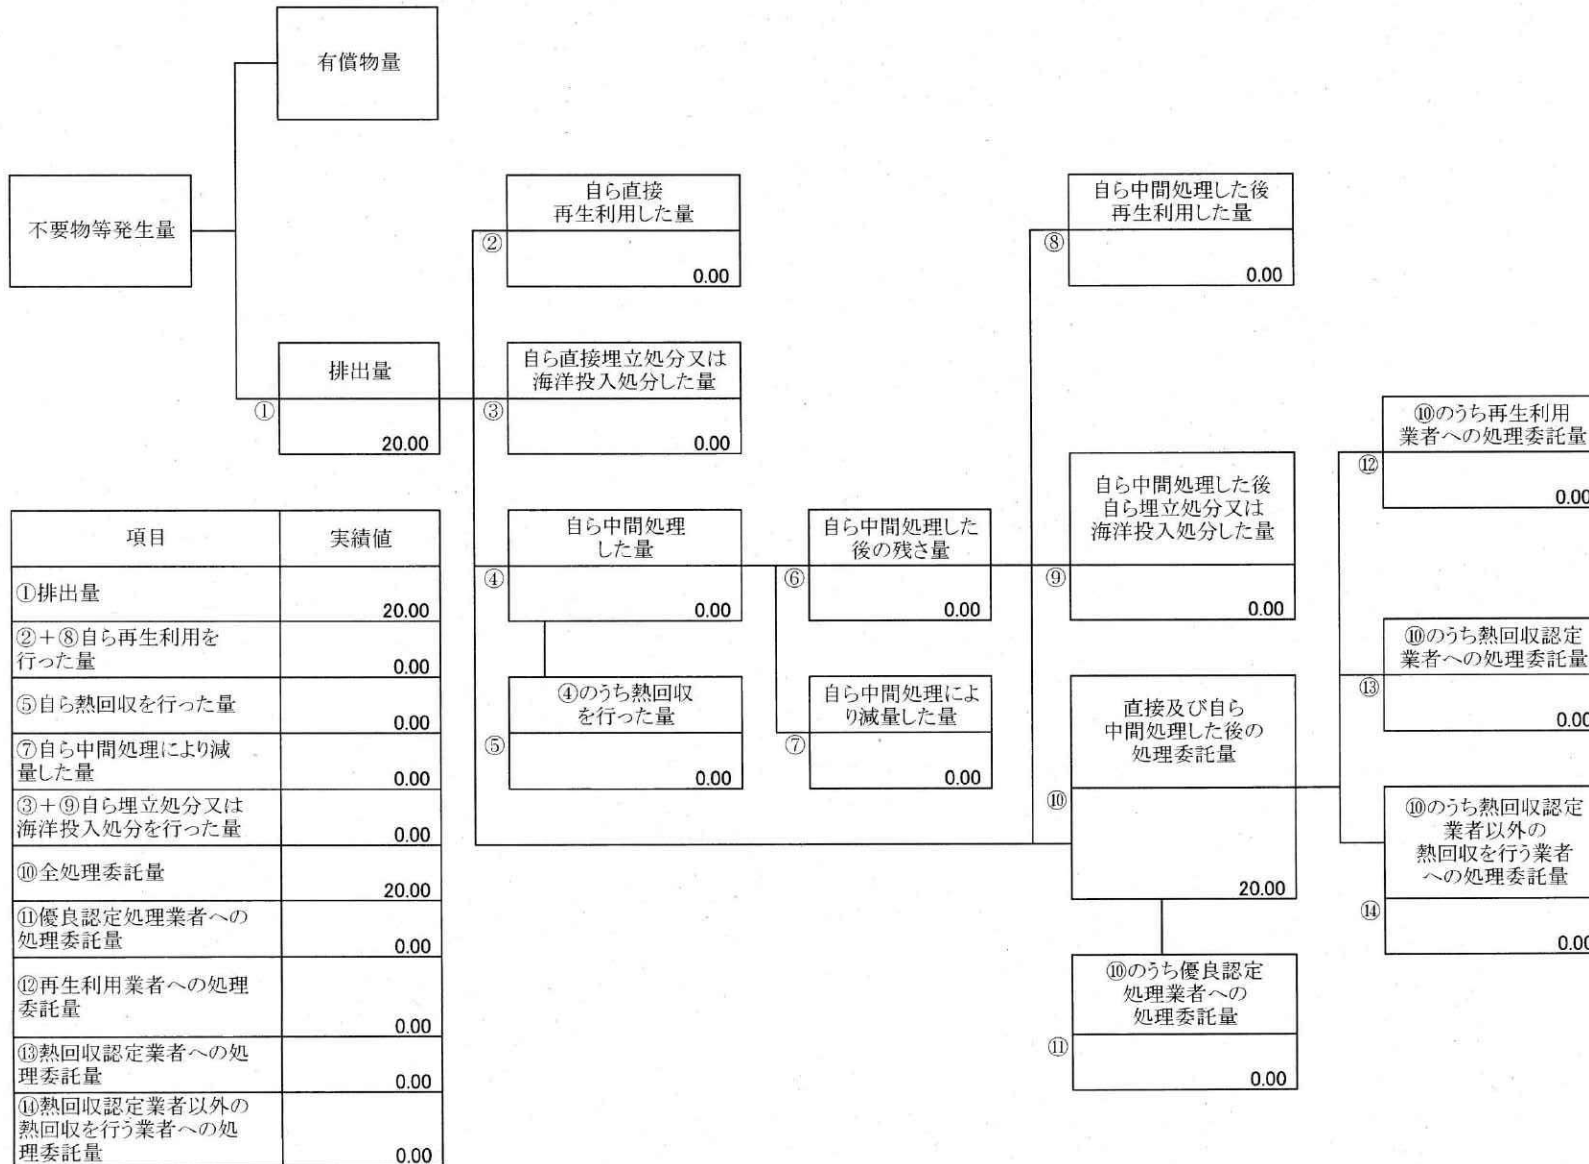 有償物量
不要物等発生量
自ら直接
再生利用した量
②
0.00
自ら中間処理した後
再生利用した量
⑧
0.00
排出量
①
20.00
自ら直接埋立処分又は
海洋投入処分した量
③
0.00
⑩のうち再生利用
業者への処理委託量
⑫
0.00
自ら中間処理
した量
④
0.00
自ら中間処理した
後の残さ量
⑥
0.00
自ら中間処理した後
自ら埋立処分又は
海洋投入処分した量
⑨
0.00
⑩のうち熱回収認定
業者への処理委託量
⑬
0.00
④のうち熱回収
を行った量
⑤
0.00
自ら中間処理によ
り減量した量
⑦
0.00
直接及び自ら
中間処理した後の
処理委託量
⑩
20.00
⑩のうち熱回収認定
業者以外の
熱回収を行う業者
への処理委託量
⑭
0.00
⑩のうち優良認定
処理業者への
処理委託量
⑪
0.00
項目 実績値
①排出量
20.00
②+⑧自ら再生利用を
行った量 0.00
⑤自ら熱回収を行った量
0.00
⑦自ら中間処理により減
量した量 0.00
③+⑨自ら埋立処分又は
海洋投入処分を行った量 0.00
⑩全処理委託量
20.00
⑪優良認定処理業者への
処理委託量 0.00
⑫再生利用業者への処理
委託量
0.00
⑬熱回収認定業者への処
理委託量 0.00
⑭熱回収認定業者以外の
熱回収を行う業者への処
理委託量 0.00